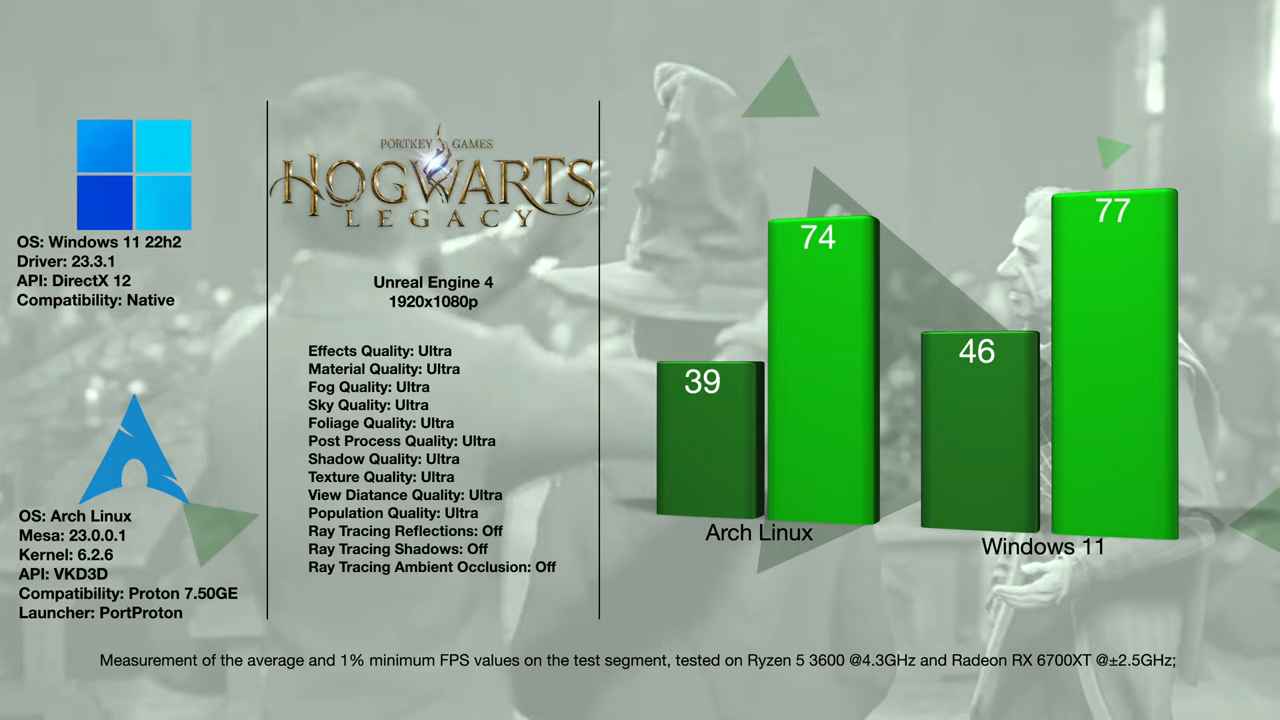 OS: Windows 11 22h2
Driver: 23.3.1
API: DirectX 12
Compatibility: Native
OS: Arch Linux
Mesa: 23.0.0.1
Kernel: 6.2.6
API: VKD3D
Compatibility: Proton 7.50GE
Launcher: PortProton
PORTKEY GAMES
HOGWARTS
LEGACY
Unreal Engine 4
1920x1080p
Effects Quality: Ultra
Material Quality: Ultra
Fog Quality: Ultra
Sky Quality: Ultra
Foliage Quality: Ultra
Post Process Quality: Ultra
Shadow Quality: Ultra
Texture Quality: Ultra
View Diatance Quality: Ultra
Population Quality: Ultra
Ray Tracing Reflections: Off
Ray Tracing Shadows: Off
Ray Tracing Ambient Occlusion: Off
39
74
46
77
Arch Linux
Windows 11
Measurement of the average and 1% minimum FPS values on the test segment, tested on Ryzen 5 3600 @4.3GHz and Radeon RX 6700XT @±2.5GHz;